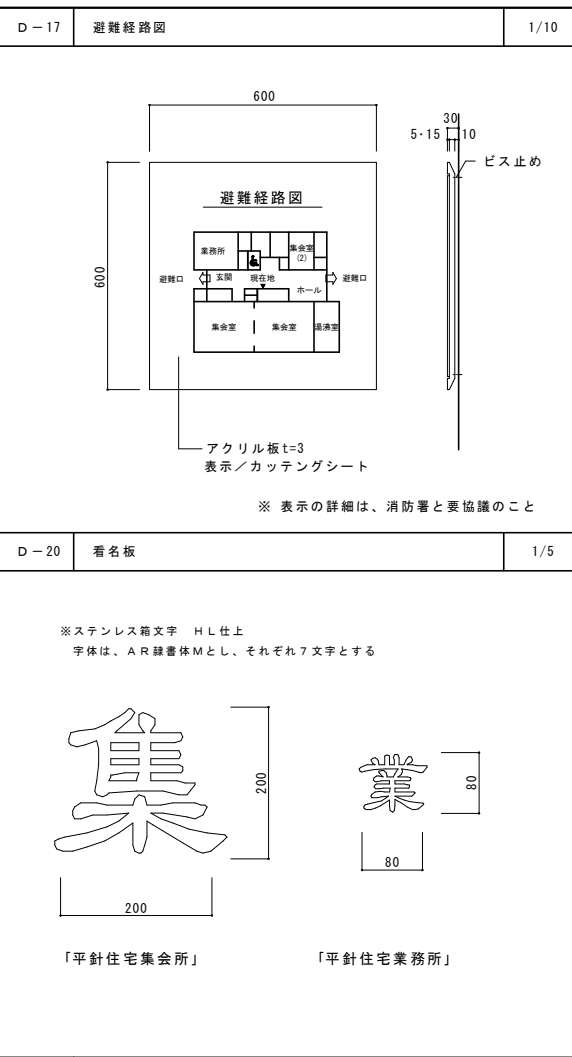 D-17 避難経路図 1/10
600
30
5・15 10
ビス止め
避難経路図
600
業務所
集会室
(2)
避難口 玄関 現在地 避難口
ホール
集会室 集会室 湯沸室
アクリル板t=3
表示/カッテングシート
※ 表示の詳細は、消防署と要協議のこと
D-20 看名板 1/5
※ステンレス箱文字 HL仕上
字体は、AR隷書体Mとし、それぞれ7文字とする
集
200
業
80
80
200
「平針住宅集会所」 「平針住宅業務所」